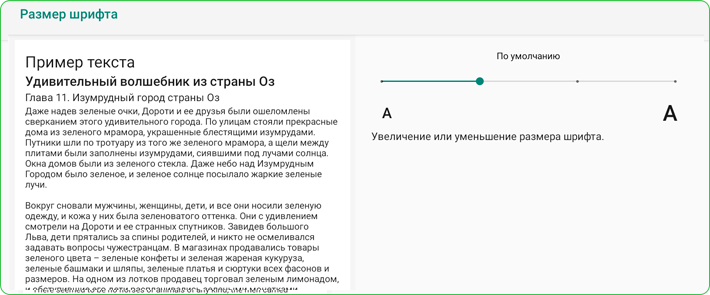 Размер шрифта
Пример текста
Удивительный волшебник из страны Оз
Глава 11. Изумрудный город страны Оз
Даже надев зеленые очки, Дороти и ее друзья были ошеломлены
сверканием этого удивительного города. По улицам стояли прекрасные
дома из зеленого мрамора, украшенные блестящими изумрудами.
Путники шли по тротуару из того же зеленого мрамора, а щели между
плитами были заполнены изумрудами, сиявшими под лучами солнца.
Окна домов были из зеленого стекла. Даже небо над Изумрудным
Городом было зеленое, и зеленое солнце посылало жаркие зеленые
лучи.
Вокруг сновали мужчины, женщины, дети, и все они носили зеленую
одежду, и кожа у них была зеленоватого оттенка. Они с удивлением
смотрели на Дороти и ее странных спутников. Завидев большого
Льва, дети прятались за спины родителей, и никто не осмеливался
задавать вопросы чужестранцам. В магазинах продавались товары
зеленого цвета – зеленые конфеты и зеленая жареная кукуруза,
зеленые башмаки и шляпы, зеленые платья и сюртуки всех фасонов и
размеров. На одном из лотков продавец торговал зеленым лимонадом,
По умолчанию
А А
Увеличение или уменьшение размера шрифта.